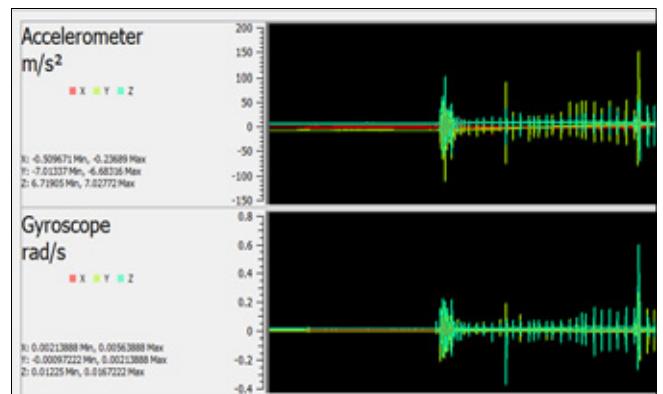 Accelerometer
m/s²
X Y Z
X: -0.509671 Min, -0.23689 Max
Y: -7.01337 Min, -6.68316 Max
Z: 6.71905 Min, 7.02772 Max
200
150
100
50
0
-50
-100
-150
Gyroscope
rad/s
X Y Z
X: 0.00213888 Min, 0.00563888 Max
Y: -0.00097222 Min, 0.00213888 Max
Z: 0.01225 Min, 0.0167222 Max
0.8
0.6
0.4
0.2
0
-0.2
-0.4